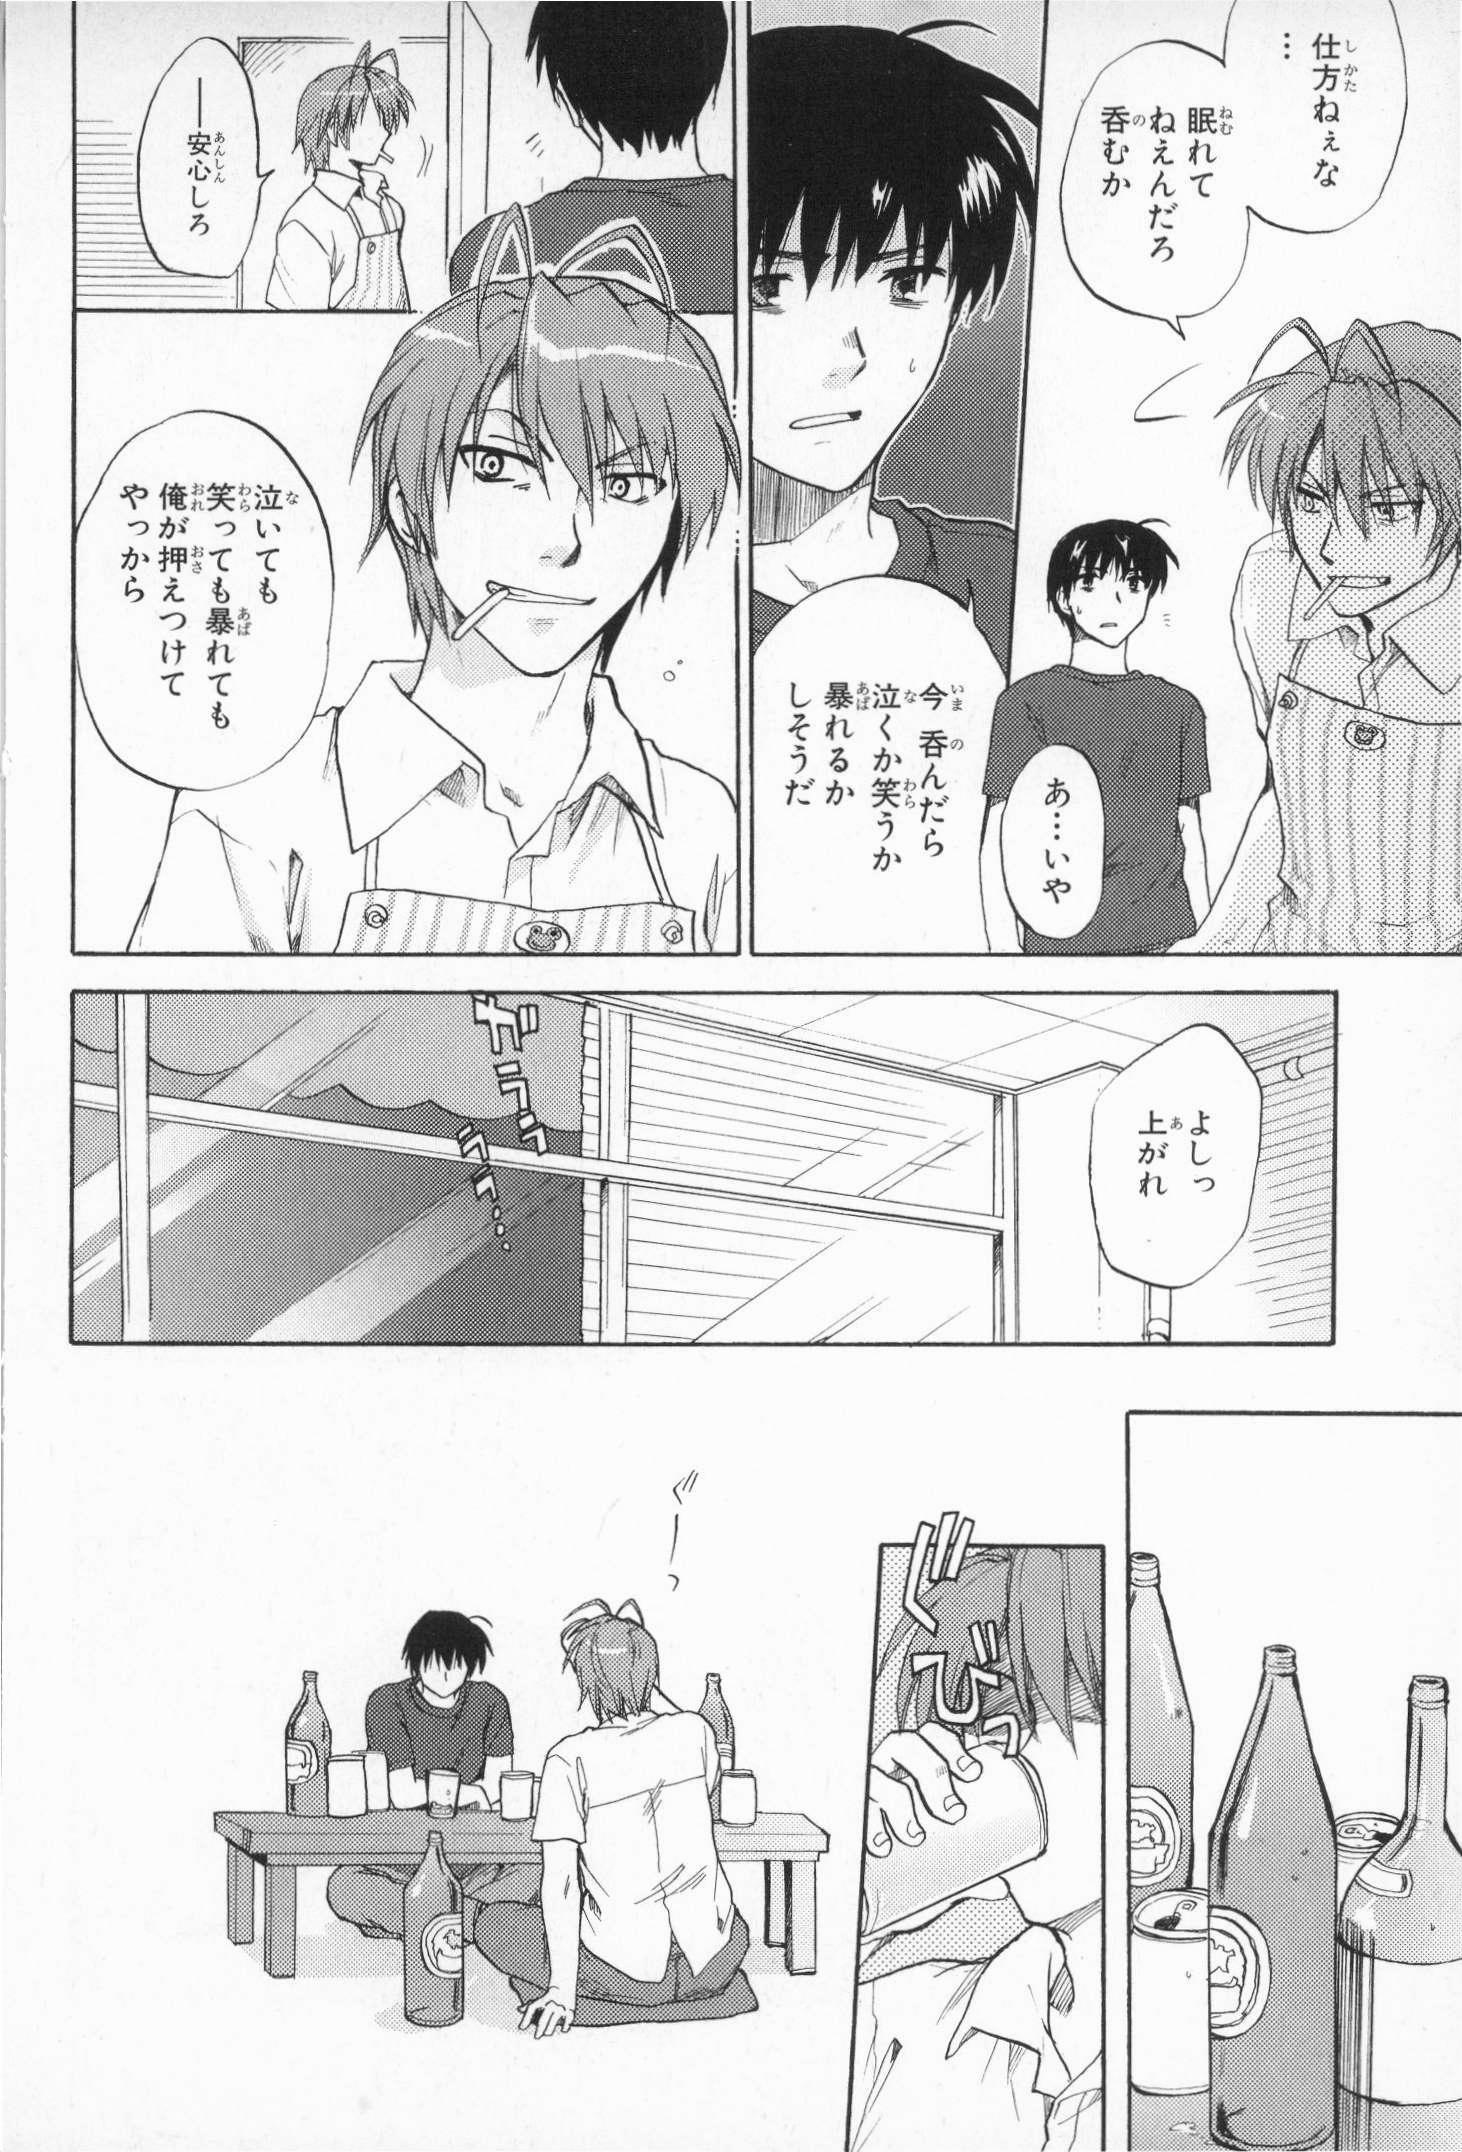 仕方ねぇな
…
眠れて
ねえんだろ
呑むか
あ…いや
今 呑んだら
泣くか笑うか
暴れるか
しそうだ
――安心しろ
泣いても
笑っても暴れても
俺が押えつけて
やっから
よしっ
上がれ
ガララ
ララ…
ぐびっ
ぐーっ